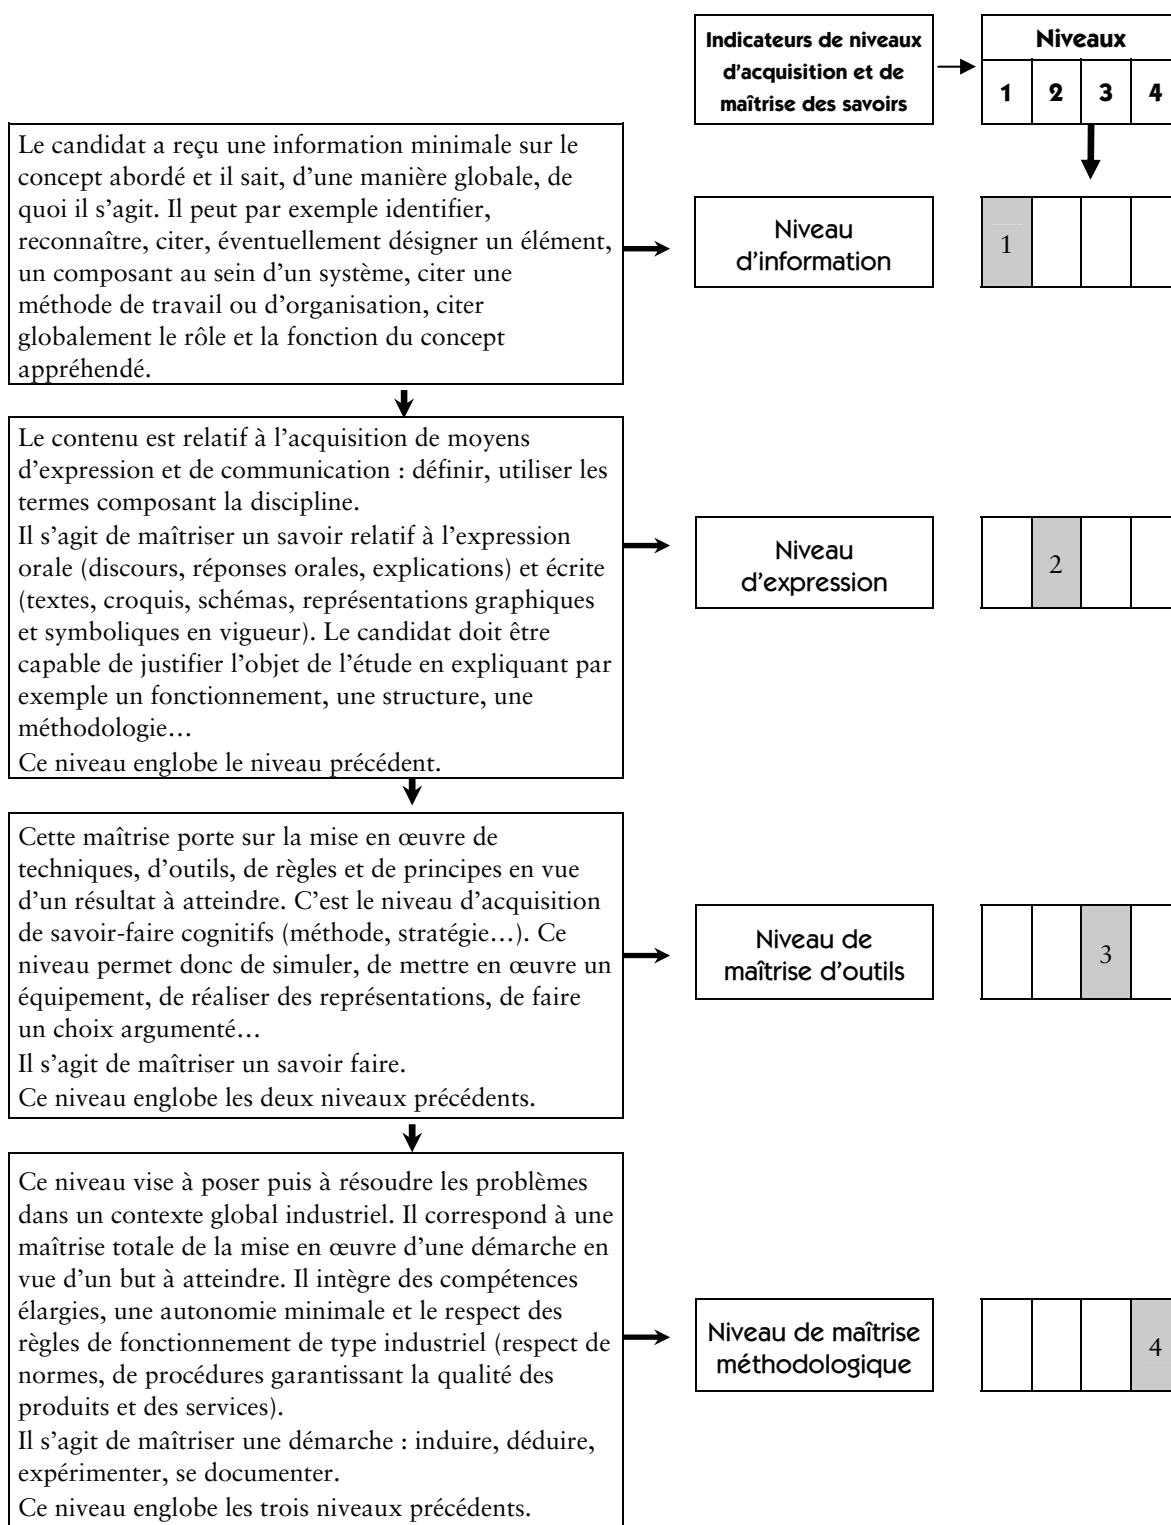 Indicateurs de niveaux
d'acquisition et de
maîtrise des savoirs
Niveaux
1 2 3 4
Le candidat a reçu une information minimale sur le
concept abordé et il sait, d'une manière globale, de
quoi il s'agit. Il peut par exemple identifier,
reconnaître, citer, éventuellement désigner un élément,
un composant au sein d'un système, citer une
méthode de travail ou d'organisation, citer
globalement le rôle et la fonction du concept
appréhendé.
Niveau
d'information
1
Le contenu est relatif à l'acquisition de moyens
d'expression et de communication : définir, utiliser les
termes composant la discipline.
Il s'agit de maîtriser un savoir relatif à l'expression
orale (discours, réponses orales, explications) et écrite
(textes, croquis, schémas, représentations graphiques
et symboliques en vigueur). Le candidat doit être
capable de justifier l'objet de l'étude en expliquant par
exemple un fonctionnement, une structure, une
méthodologie…
Ce niveau englobe le niveau précédent.
Niveau
d'expression
2
Cette maîtrise porte sur la mise en œuvre de
techniques, d'outils, de règles et de principes en vue
d'un résultat à atteindre. C'est le niveau d'acquisition
de savoir-faire cognitifs (méthode, stratégie…). Ce
niveau permet donc de simuler, de mettre en œuvre un
équipement, de réaliser des représentations, de faire
un choix argumenté…
Il s'agit de maîtriser un savoir faire.
Ce niveau englobe les deux niveaux précédents.
Niveau de
maîtrise d'outils
3
Ce niveau vise à poser puis à résoudre les problèmes
dans un contexte global industriel. Il correspond à une
maîtrise totale de la mise en œuvre d'une démarche en
vue d'un but à atteindre. Il intègre des compétences
élargies, une autonomie minimale et le respect des
règles de fonctionnement de type industriel (respect de
normes, de procédures garantissant la qualité des
produits et des services).
Il s'agit de maîtriser une démarche : induire, déduire,
expérimenter, se documenter.
Ce niveau englobe les trois niveaux précédents.
Niveau de maîtrise
méthodologique
4